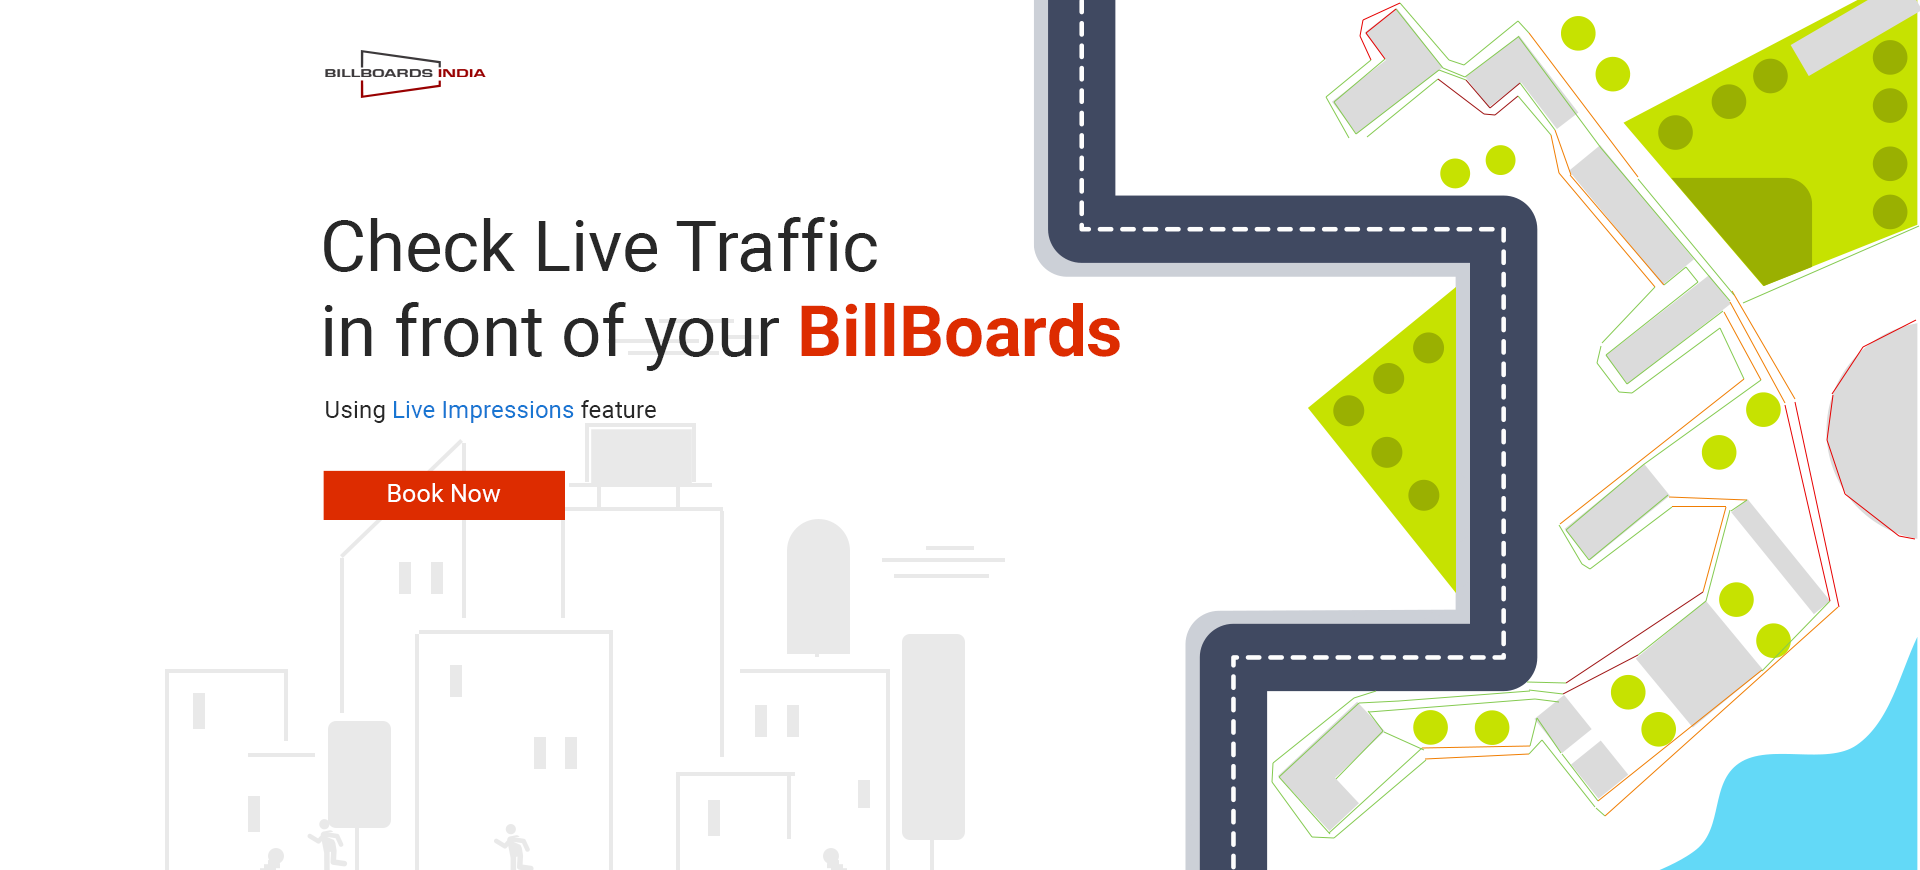 BILLBOARDS INDIA
Check Live Traffic
in front of your BillBoards
Using Live Impressions feature
Book Now